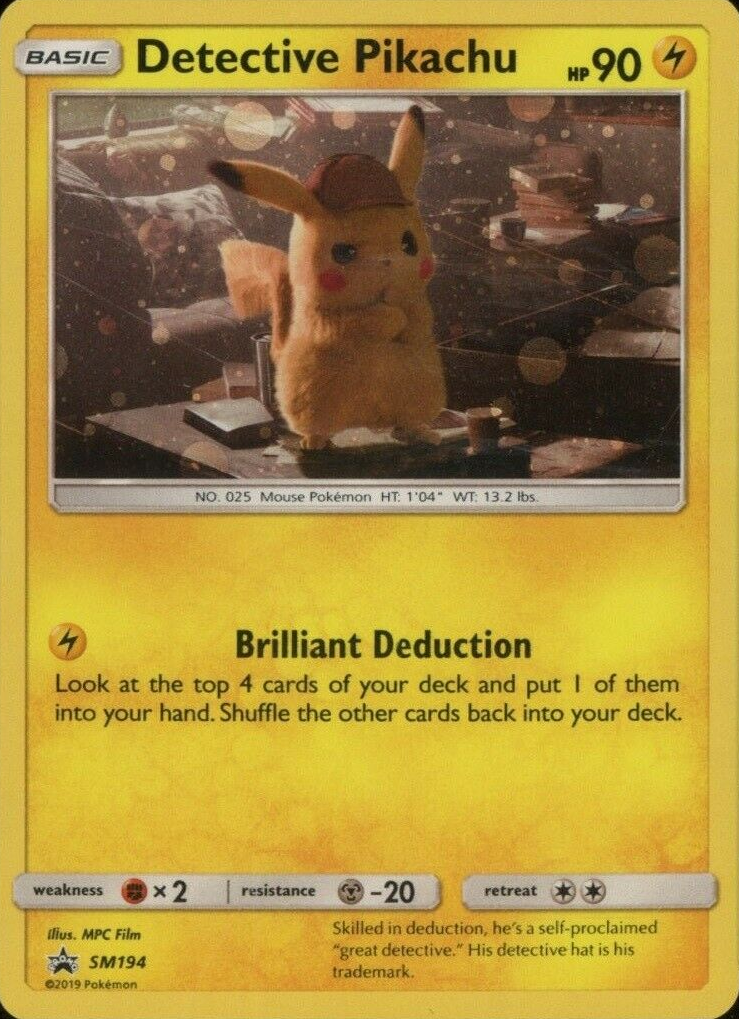 BASIC Detective Pikachu HP 90
NO. 025 Mouse Pokémon HT: 1'04" WT: 13.2 lbs.
Brilliant Deduction
Look at the top 4 cards of your deck and put 1 of them
into your hand. Shuffle the other cards back into your deck.
weakness ×2 resistance -20 retreat
Illus. MPC Film
Skilled in deduction, he's a self-proclaimed
"great detective." His detective hat is his
trademark.
PROMO SM194
©2019 Pokémon